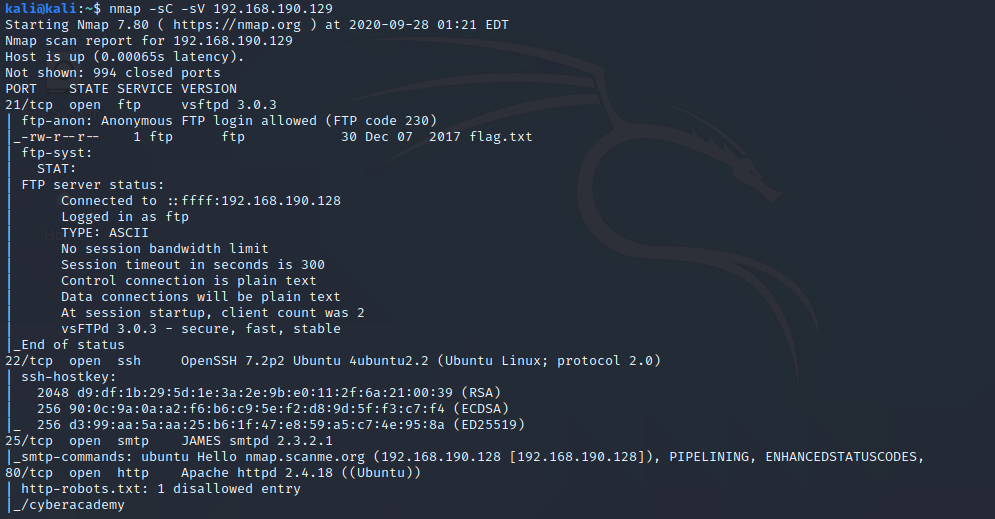 kali@kali:~$ nmap -sC -sV 192.168.190.129
Starting Nmap 7.80 ( https://nmap.org ) at 2020-09-28 01:21 EDT
Nmap scan report for 192.168.190.129
Host is up (0.00065s latency).
Not shown: 994 closed ports
PORT   STATE SERVICE VERSION
21/tcp open  ftp     vsftpd 3.0.3
| ftp-anon: Anonymous FTP login allowed (FTP code 230)
|_-rw-r--r--    1 ftp      ftp            30 Dec 07  2017 flag.txt
| ftp-syst:
|   STAT:
| FTP server status:
|      Connected to ::ffff:192.168.190.128
|      Logged in as ftp
|      TYPE: ASCII
|      No session bandwidth limit
|      Session timeout in seconds is 300
|      Control connection is plain text
|      Data connections will be plain text
|      At session startup, client count was 2
|      vsFTPd 3.0.3 - secure, fast, stable
|_End of status
22/tcp open  ssh     OpenSSH 7.2p2 Ubuntu 4ubuntu2.2 (Ubuntu Linux; protocol 2.0)
| ssh-hostkey:
|   2048 d9:df:1b:29:5d:1e:3a:2e:9b:e0:11:2f:6a:21:00:39 (RSA)
|   256 90:0c:9a:0a:a2:f6:b6:c9:5e:f2:d8:9d:5f:f3:c7:f4 (ECDSA)
|_  256 d3:99:aa:5a:aa:25:b6:1f:47:e8:59:a5:c7:4e:95:8a (ED25519)
25/tcp open  smtp    JAMES smtpd 2.3.2.1
|_smtp-commands: ubuntu Hello nmap.scanme.org (192.168.190.128 [192.168.190.128]), PIPELINING, ENHANCEDSTATUSCODES,
80/tcp open  http    Apache httpd 2.4.18 ((Ubuntu))
| http-robots.txt: 1 disallowed entry
|_/cyberacademy